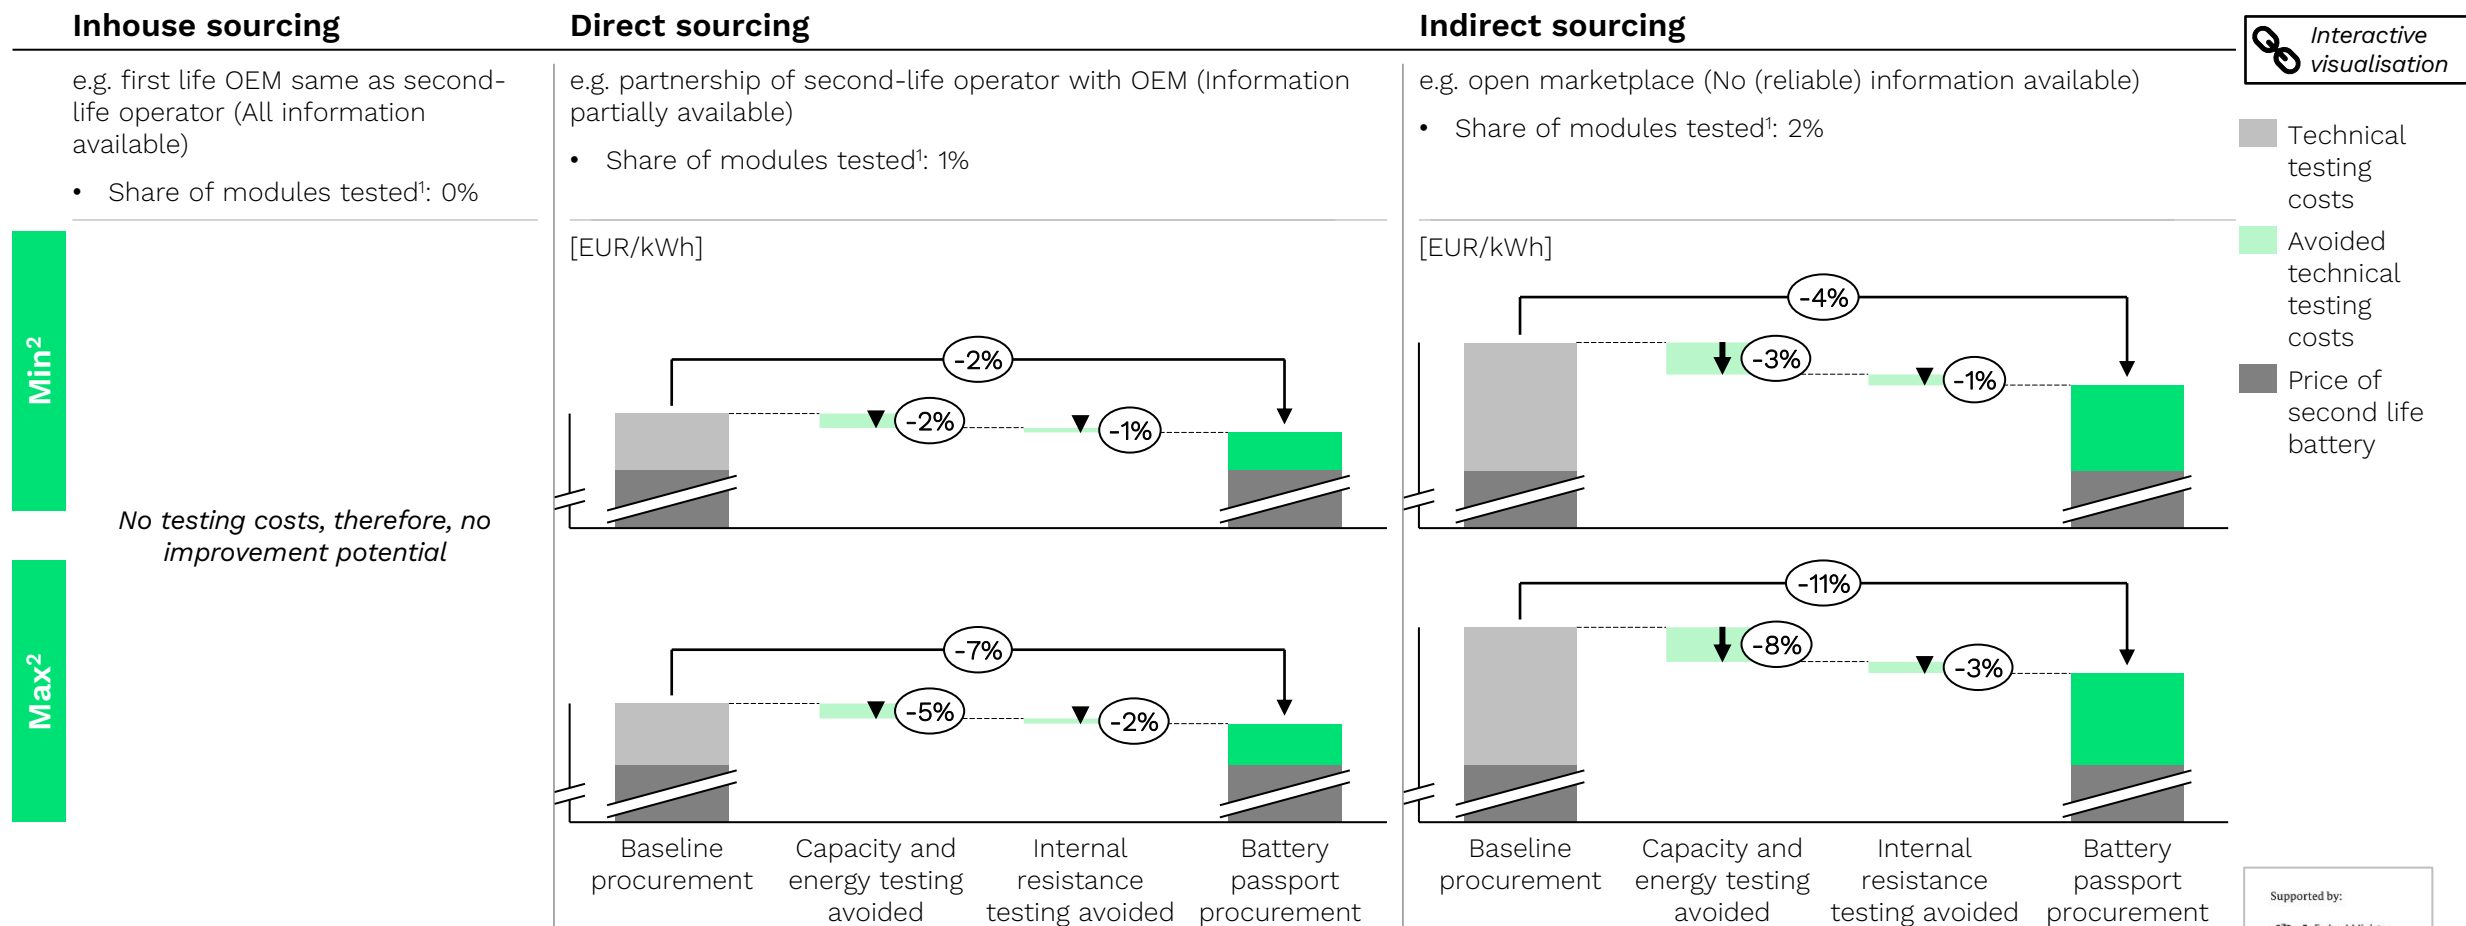 Inhouse sourcing
Direct sourcing
Indirect sourcing
Interactive
visualisation
e.g. first life OEM same as second-
life operator (All information
available)
• Share of modules tested¹: 0%
e.g. partnership of second-life operator with OEM (Information
partially available)
• Share of modules tested¹: 1%
e.g. open marketplace (No (reliable) information available)
• Share of modules tested¹: 2%
Technical
testing
costs
Avoided
technical
testing
costs
Price of
second life
battery
Min²
Max²
No testing costs, therefore, no
improvement potential
[EUR/kWh]
-2%
-2%
-1%
-7%
-5%
-2%
Baseline
procurement
Capacity and
energy testing
avoided
Internal
resistance
testing avoided
Battery
passport
procurement
[EUR/kWh]
-4%
-3%
-1%
-11%
-8%
-3%
Baseline
procurement
Capacity and
energy testing
avoided
Internal
resistance
testing avoided
Battery
passport
procurement
Supported by: